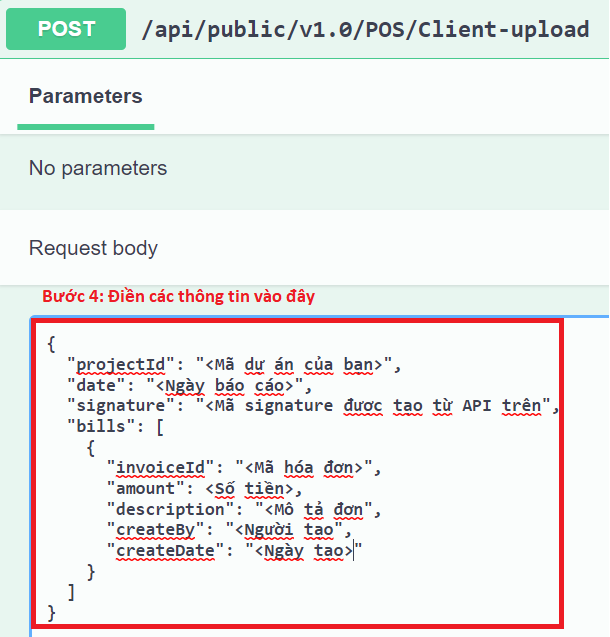 POST /api/public/v1.0/POS/Client-upload
Parameters
No parameters
Request body
Bước 4: Điền các thông tin vào đây
{
"projectId": "<Mã dự án của bạn>",
"date": "<Ngày báo cáo>",
"signature": "<Mã signature được tạo từ API trên",
"bills": [
{
"invoiceId": "<Mã hóa đơn>",
"amount": <Số tiền>,
"description": "<Mô tả đơn",
"createBy": "<Người tạo",
"createDate": "<Ngày tạo>"
}
]
}